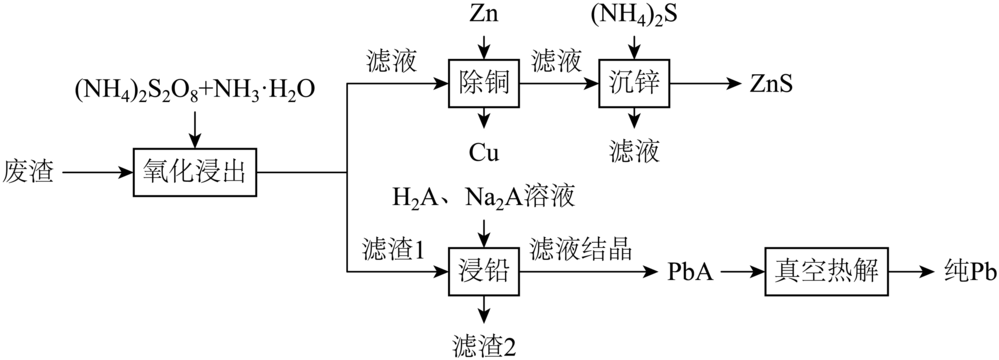 Zn
(NH₄)₂S
滤液
除铜
滤液
沉锌
ZnS
(NH₄)₂S₂O₈+NH₃·H₂O
Cu
滤液
废渣
氧化浸出
H₂A、Na₂A溶液
滤渣1
浸铅
滤液结晶
PbA
真空热解
纯Pb
滤渣2